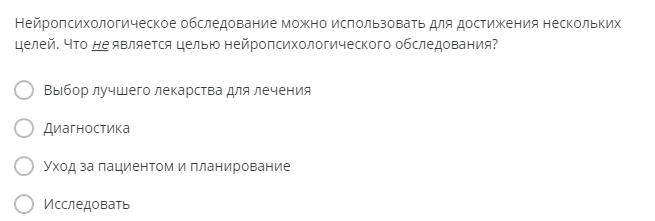 Нейропсихологическое обследование можно использовать для достижения нескольких
целей. Что не является целью нейропсихологического обследования?
Выбор лучшего лекарства для лечения
Диагностика
Уход за пациентом и планирование
Исследовать